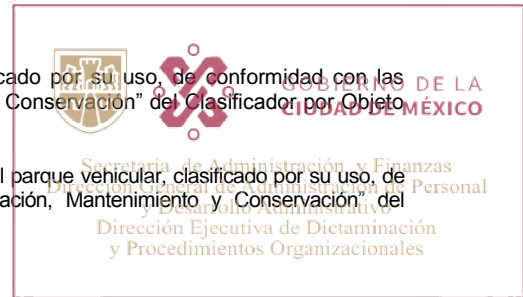 cado por su uso, de conformidad con las
Conservación” del Clasificador por Objeto
GOBIERNO DE LA
CIUDAD DE MÉXICO
l parque vehicular, clasificado por su uso, de
ación, Mantenimiento y Conservación” del
Secretaría de Administración y Finanzas
Dirección General de Administración de Personal
y Desarrollo Administrativo
Dirección Ejecutiva de Dictaminación
y Procedimientos Organizacionales